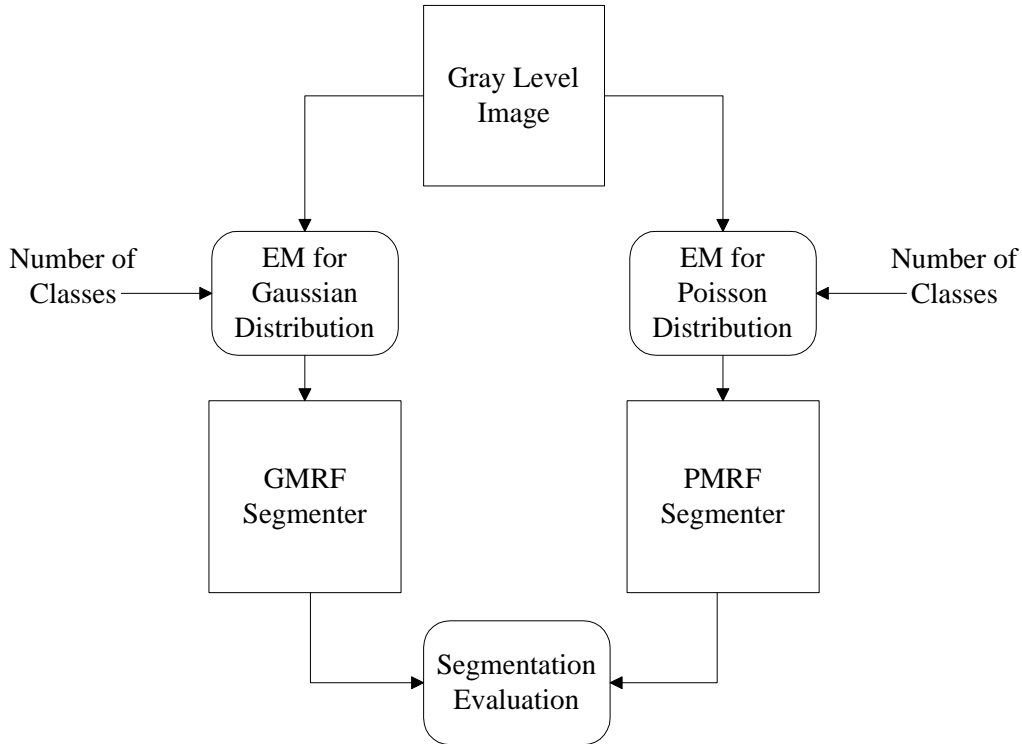 Gray Level
Image
Number of
Classes
EM for
Gaussian
Distribution
EM for
Poisson
Distribution
Number of
Classes
GMRF
Segmenter
PMRF
Segmenter
Segmentation
Evaluation